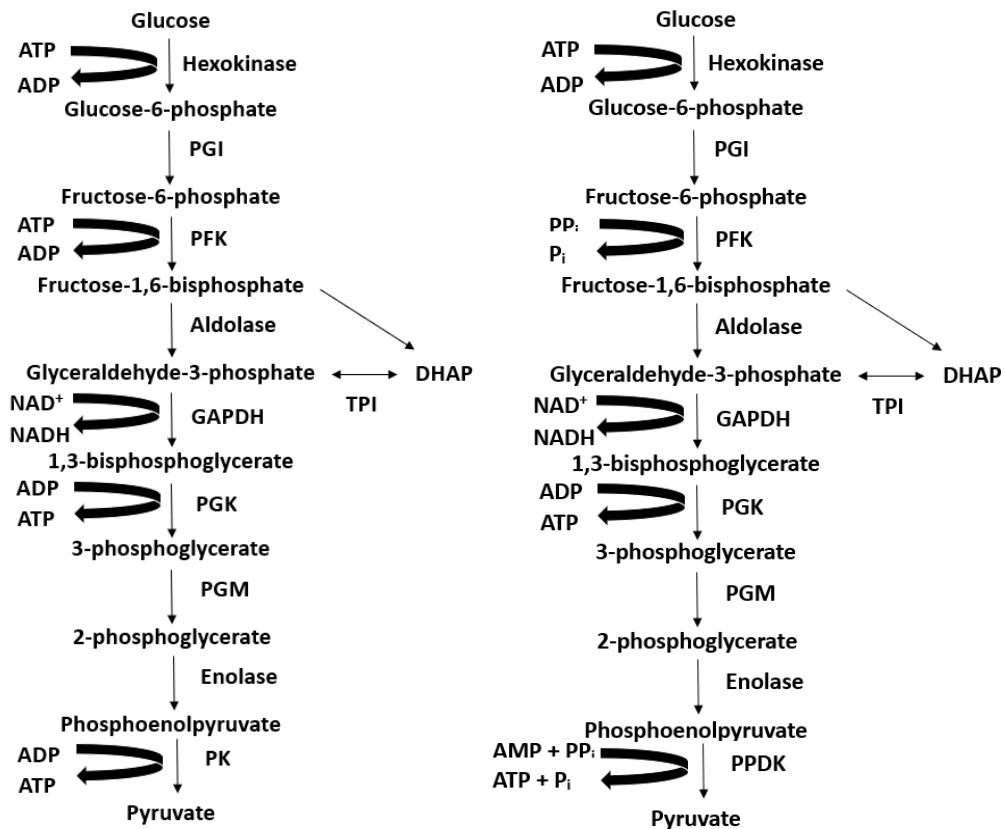 Glucose
ATP
Hexokinase
ADP
Glucose-6-phosphate
PGI
Fructose-6-phosphate
ATP
PFK
ADP
Fructose-1,6-bisphosphate
Aldolase
Glyceraldehyde-3-phosphate
DHAP
TPI
NAD⁺
GAPDH
NADH
1,3-bisphosphoglycerate
ADP
PGK
ATP
3-phosphoglycerate
PGM
2-phosphoglycerate
Enolase
Phosphoenolpyruvate
ADP
PK
ATP
Pyruvate
Glucose
ATP
Hexokinase
ADP
Glucose-6-phosphate
PGI
Fructose-6-phosphate
PPᵢ
PFK
Pᵢ
Fructose-1,6-bisphosphate
Aldolase
Glyceraldehyde-3-phosphate
DHAP
TPI
NAD⁺
GAPDH
NADH
1,3-bisphosphoglycerate
ADP
PGK
ATP
3-phosphoglycerate
PGM
2-phosphoglycerate
Enolase
Phosphoenolpyruvate
AMP + PPᵢ
PPDK
ATP + Pᵢ
Pyruvate